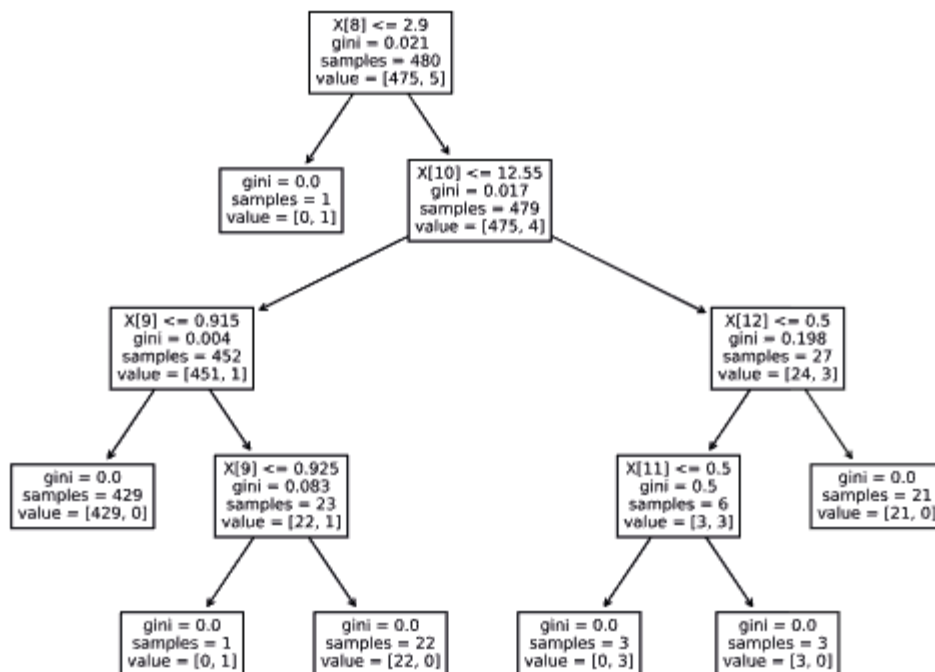 X[8] <= 2.9
gini = 0.021
samples = 480
value = [475, 5]
gini = 0.0
samples = 1
value = [0, 1]
X[10] <= 12.55
gini = 0.017
samples = 479
value = [475, 4]
X[9] <= 0.915
gini = 0.004
samples = 452
value = [451, 1]
X[12] <= 0.5
gini = 0.198
samples = 27
value = [24, 3]
gini = 0.0
samples = 429
value = [429, 0]
X[9] <= 0.925
gini = 0.083
samples = 23
value = [22, 1]
X[11] <= 0.5
gini = 0.5
samples = 6
value = [3, 3]
gini = 0.0
samples = 21
value = [21, 0]
gini = 0.0
samples = 1
value = [0, 1]
gini = 0.0
samples = 22
value = [22, 0]
gini = 0.0
samples = 3
value = [0, 3]
gini = 0.0
samples = 3
value = [3, 0]